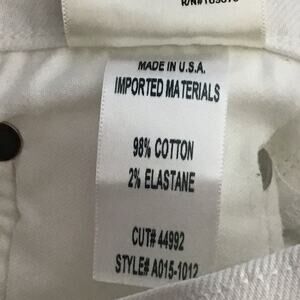 MADE IN U.S.A.
IMPORTED MATERIALS
98% COTTON
2% ELASTANE
CUT# 44992
STYLE# A015-1012